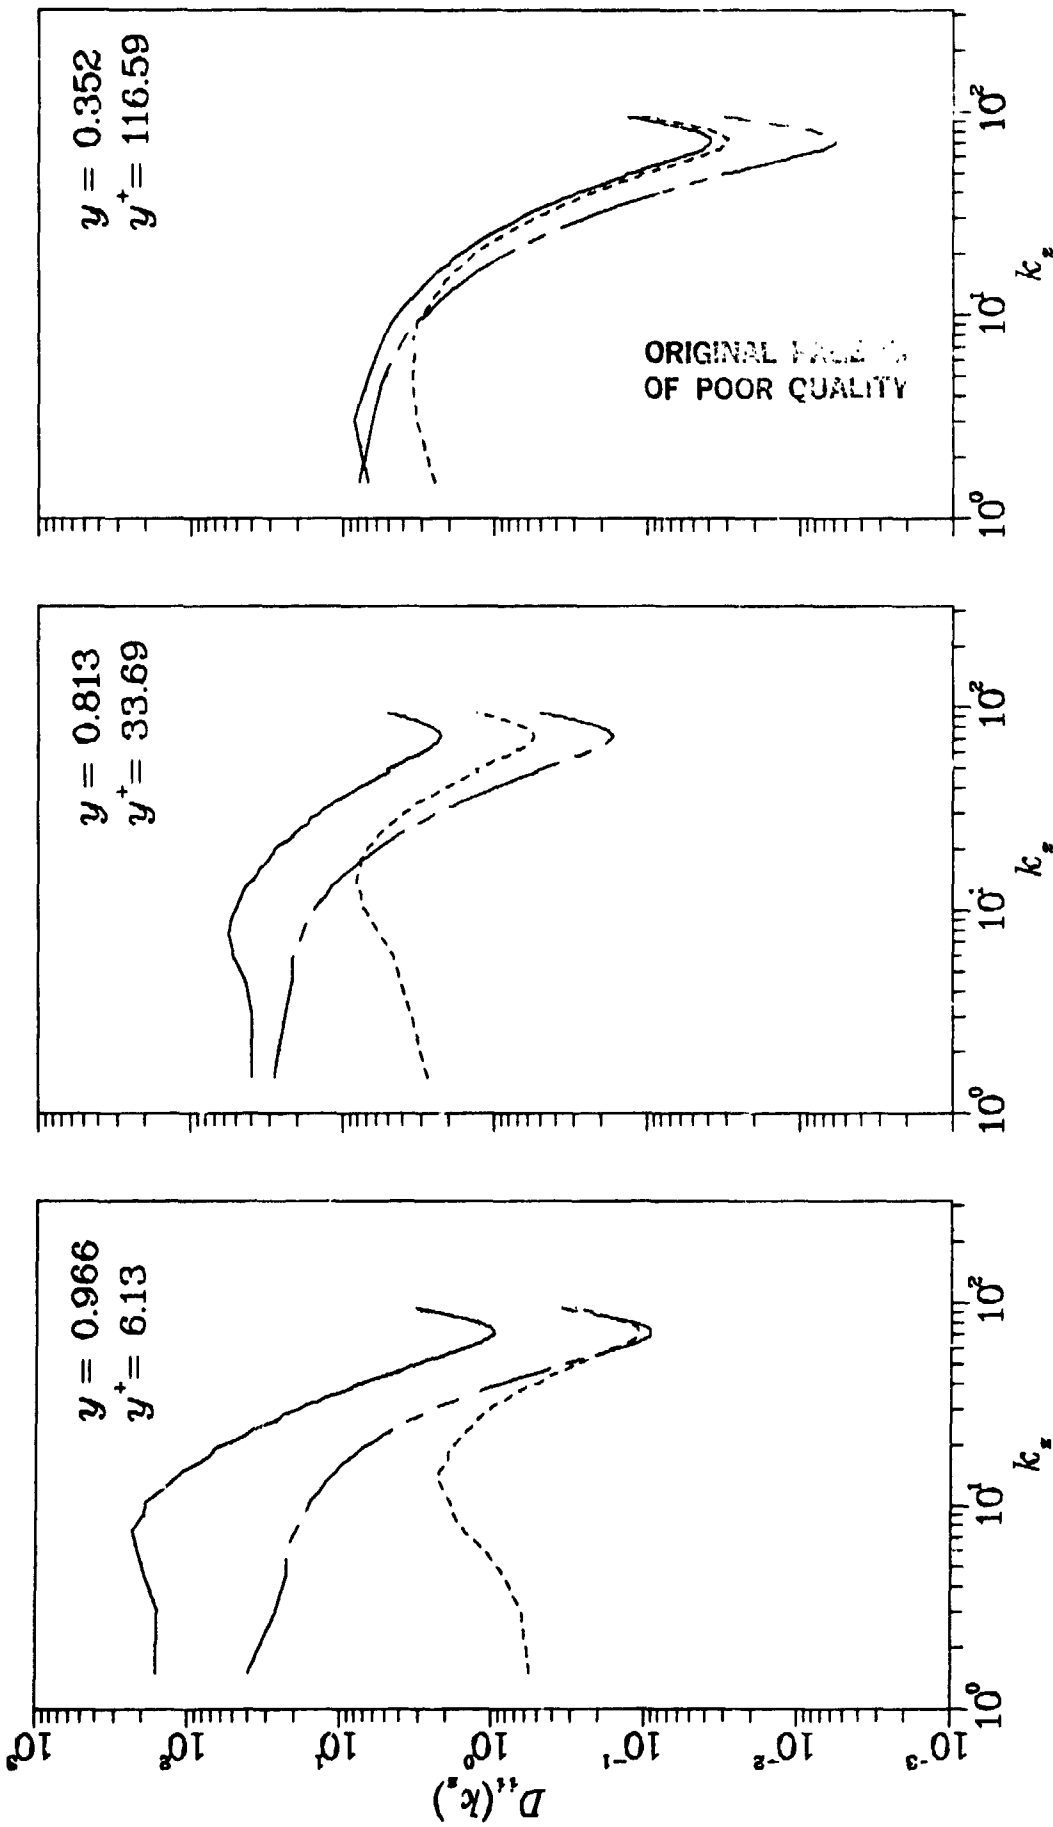 y = 0.966
y⁺= 6.13
10³
10²
10¹
10⁰
10⁻¹
10⁻²
10⁻³
D_ii(k_z)
10⁰
10¹
10²
k_z
y = 0.813
y⁺= 33.69
10⁰
10¹
10²
k_z
y = 0.352
y⁺= 116.59
ORIGINAL
OF POOR QUALITY
10⁰
10¹
10²
k_z